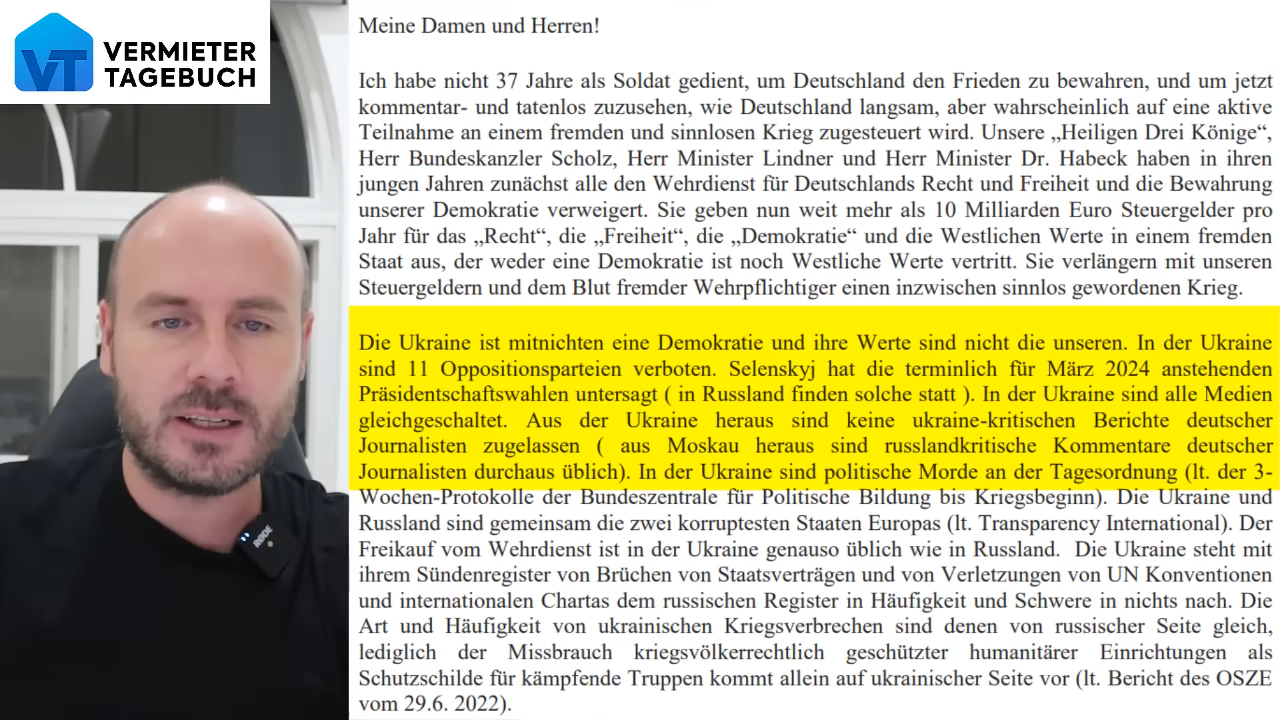 VT VERMIETER
TAGEBUCH
Meine Damen und Herren!
Ich habe nicht 37 Jahre als Soldat gedient, um Deutschland den Frieden zu bewahren, und um jetzt
kommentar- und tatenlos zuzusehen, wie Deutschland langsam, aber wahrscheinlich auf eine aktive
Teilnahme an einem fremden und sinnlosen Krieg zugesteuert wird. Unsere „Heiligen Drei Könige“,
Herr Bundeskanzler Scholz, Herr Minister Lindner und Herr Minister Dr. Habeck haben in ihren
jungen Jahren zunächst alle den Wehrdienst für Deutschlands Recht und Freiheit und die Bewahrung
unserer Demokratie verweigert. Sie geben nun weit mehr als 10 Milliarden Euro Steuergelder pro
Jahr für das „Recht“, die „Freiheit“, die „Demokratie“ und die Westlichen Werte in einem fremden
Staat aus, der weder eine Demokratie ist noch Westliche Werte vertritt. Sie verlängern mit unseren
Steuergeldern und dem Blut fremder Wehrpflichtiger einen inzwischen sinnlos gewordenen Krieg.
Die Ukraine ist mitnichten eine Demokratie und ihre Werte sind nicht die unseren. In der Ukraine
sind 11 Oppositionsparteien verboten. Selenskyj hat die terminlich für März 2024 anstehenden
Präsidentschaftswahlen untersagt ( in Russland finden solche statt ). In der Ukraine sind alle Medien
gleichgeschaltet. Aus der Ukraine heraus sind keine ukraine-kritischen Berichte deutscher
Journalisten zugelassen ( aus Moskau heraus sind russlandkritische Kommentare deutscher
Journalisten durchaus üblich). In der Ukraine sind politische Morde an der Tagesordnung (lt. der 3-
Wochen-Protokolle der Bundeszentrale für Politische Bildung bis Kriegsbeginn). Die Ukraine und
Russland sind gemeinsam die zwei korruptesten Staaten Europas (lt. Transparency International). Der
Freikauf vom Wehrdienst ist in der Ukraine genauso üblich wie in Russland. Die Ukraine steht mit
ihrem Sündenregister von Brüchen von Staatsverträgen und von Verletzungen von UN Konventionen
und internationalen Chartas dem russischen Register in Häufigkeit und Schwere in nichts nach. Die
Art und Häufigkeit von ukrainischen Kriegsverbrechen sind denen von russischer Seite gleich,
lediglich der Missbrauch kriegsvölkerrechtlich geschützter humanitärer Einrichtungen als
Schutzschilde für kämpfende Truppen kommt allein auf ukrainischer Seite vor (lt. Bericht des OSZE
vom 29.6. 2022).
RØDE